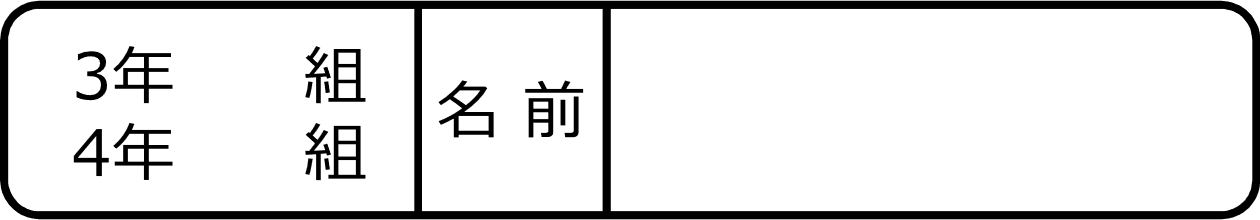 3年 組
4年 組
名前